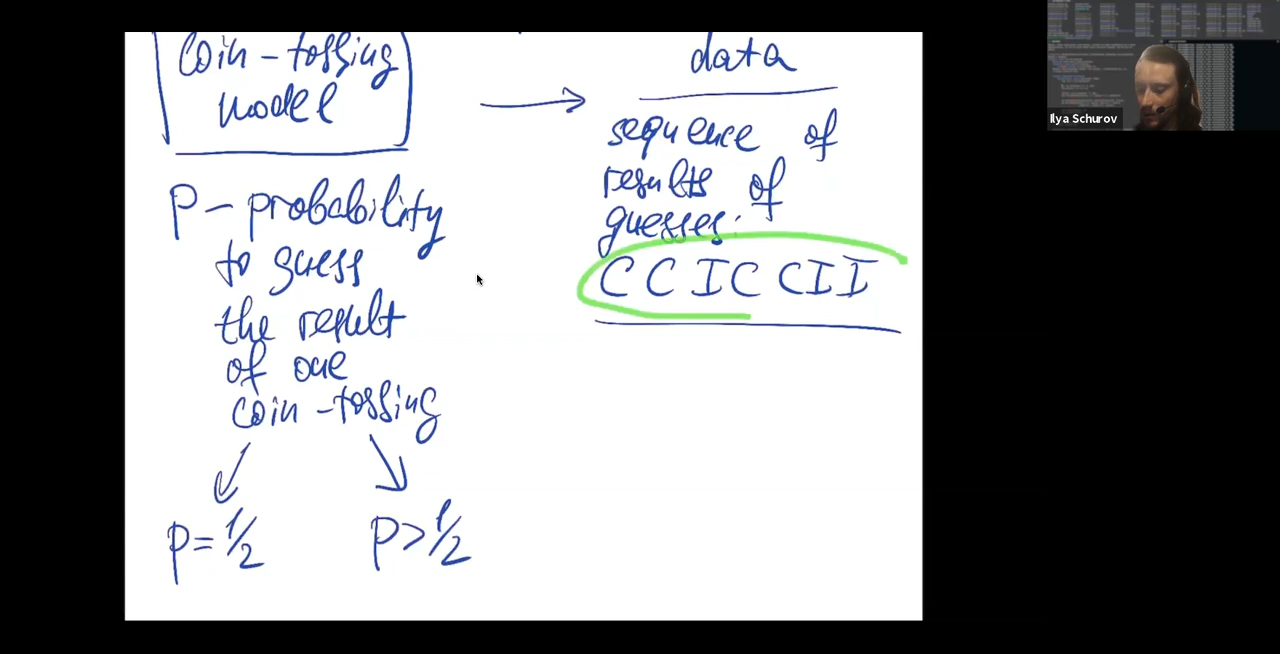 coin-tossing
model
P - probability
to guess
the result
of one
coin-tossing
P = 1/2
P > 1/2
data
sequence of
results of
guesses:
C C I C C I I
Ilya Schurov